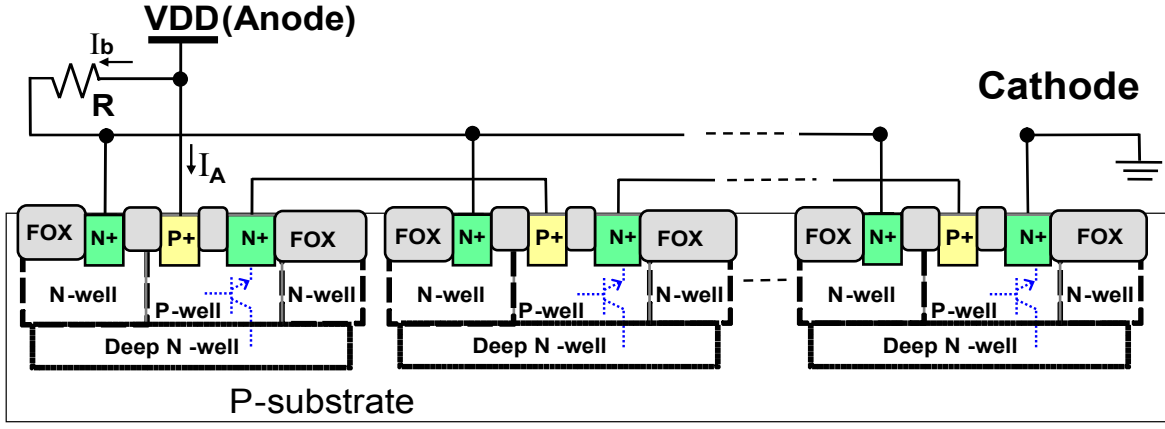 VDD(Anode)
Ib
R
Cathode
IA
FOX N+ P+ N+ FOX FOX N+ P+ N+ FOX FOX N+ P+ N+ FOX
N-well P-well N-well N-well P-well N-well N-well P-well N-well
Deep N -well Deep N -well Deep N -well
P-substrate